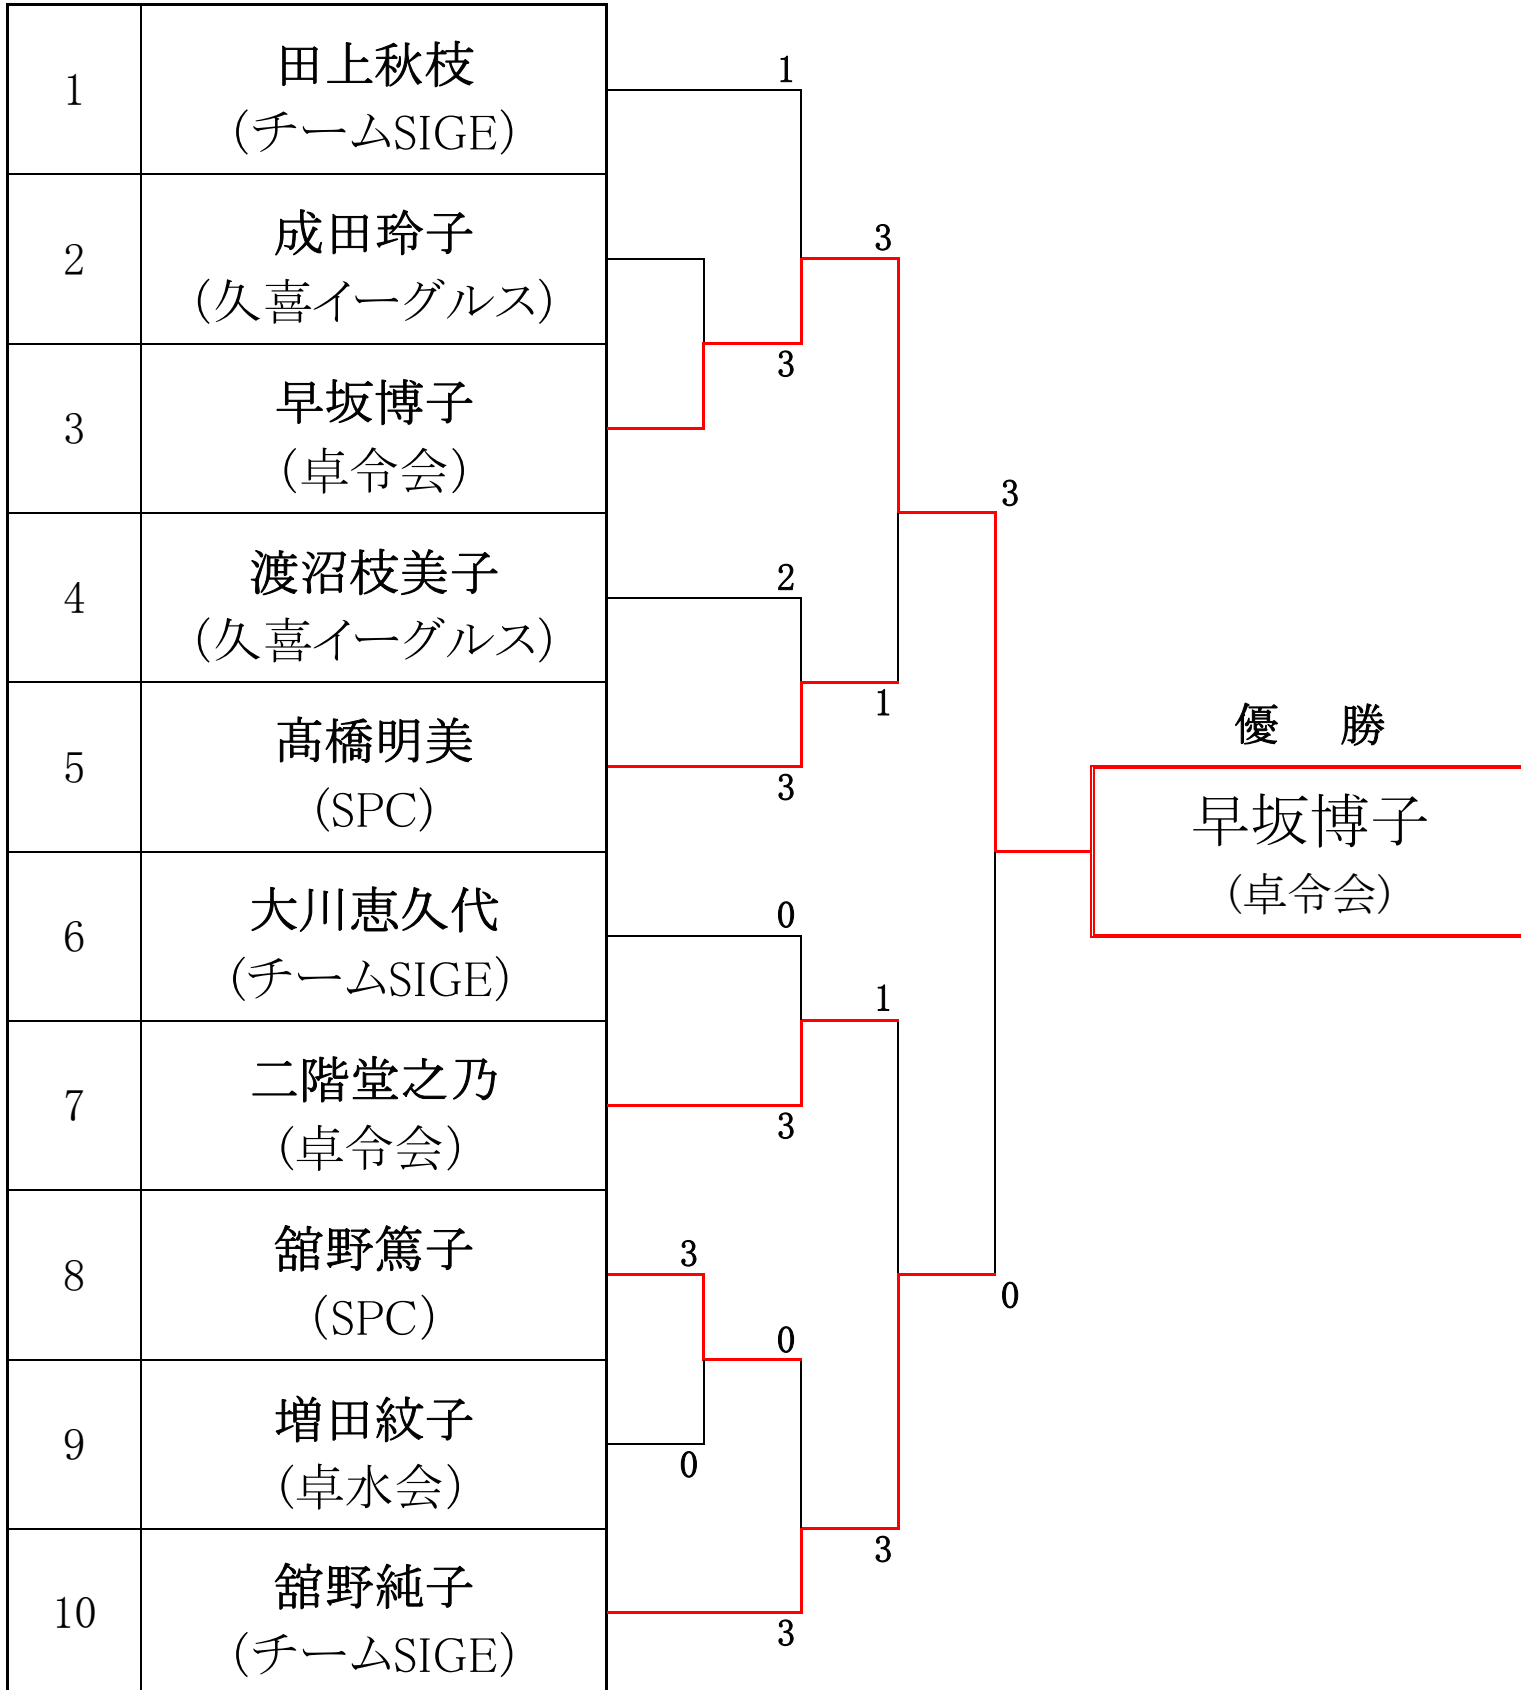 1
田上秋枝
(チームSIGE)
2
成田玲子
(久喜イーグルス)
3
早坂博子
(卓令会)
4
渡沼枝美子
(久喜イーグルス)
5
髙橋明美
(SPC)
6
大川恵久代
(チームSIGE)
7
二階堂之乃
(卓令会)
8
舘野篤子
(SPC)
9
増田紋子
(卓水会)
10
舘野純子
(チームSIGE)
1
3
2
3
0
3
3
0
0
3
3
1
1
3
3
0
優 勝
早坂博子
(卓令会)